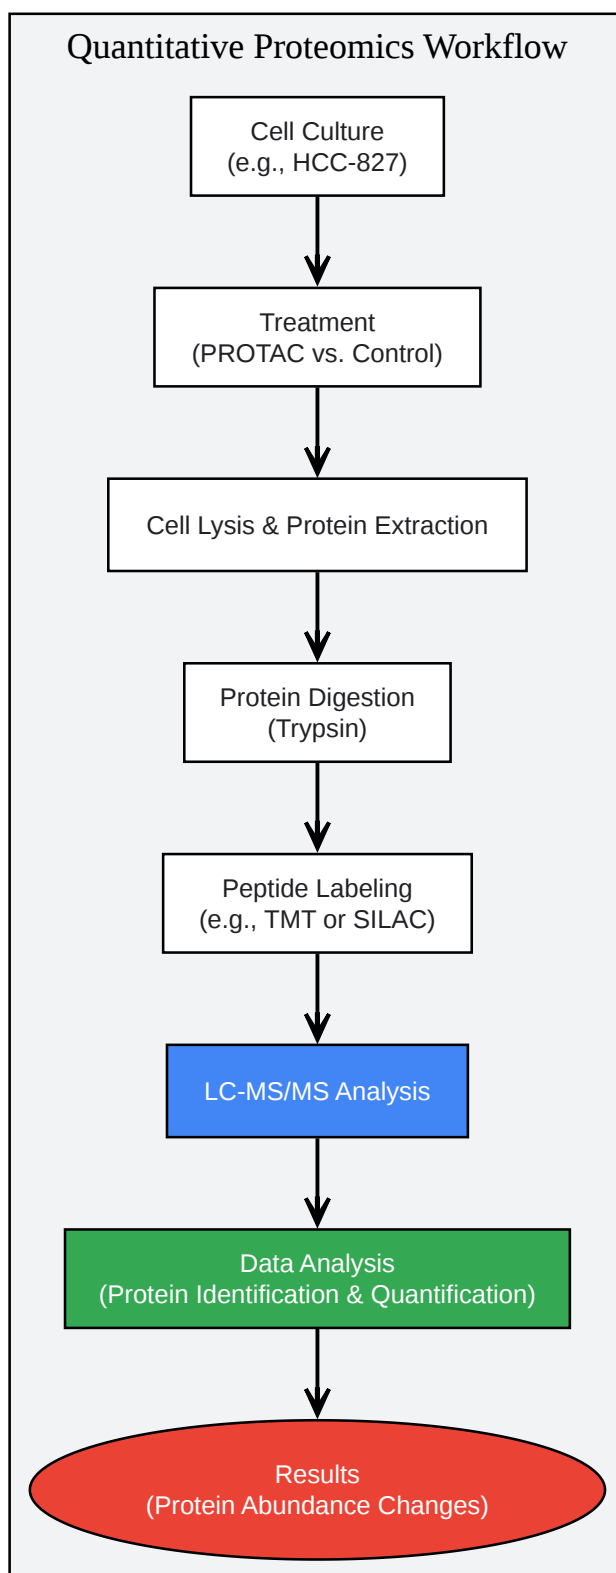 Quantitative Proteomics Workflow
Cell Culture
(e.g., HCC-827)
Treatment
(PROTAC vs. Control)
Cell Lysis & Protein Extraction
Protein Digestion
(Trypsin)
Peptide Labeling
(e.g., TMT or SILAC)
LC-MS/MS Analysis
Data Analysis
(Protein Identification & Quantification)
Results
(Protein Abundance Changes)